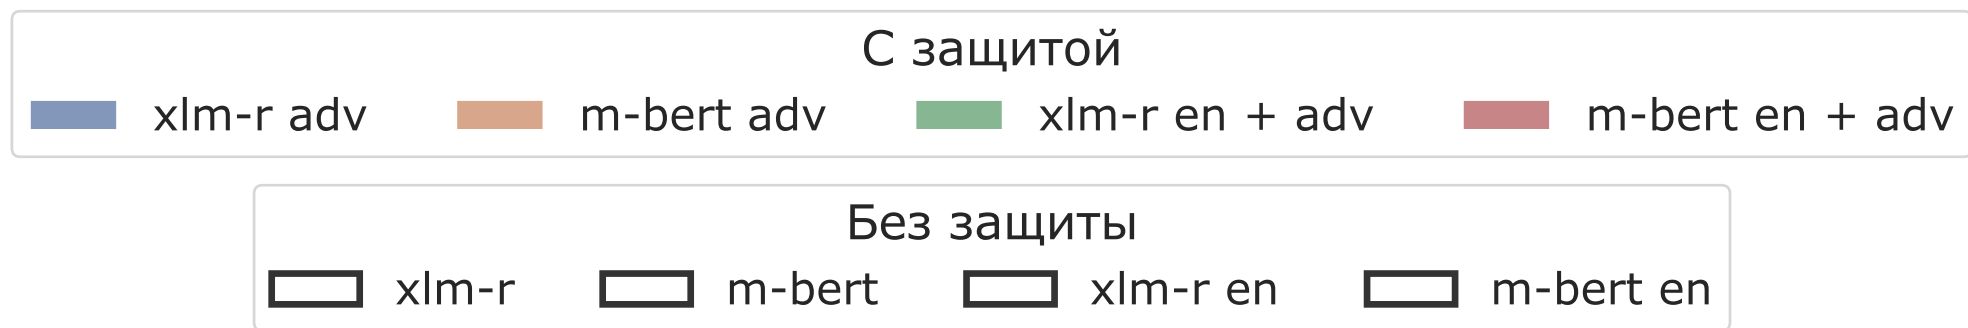 С защитой
xlm-r adv m-bert adv xlm-r en + adv m-bert en + adv
Без защиты
xlm-r m-bert xlm-r en m-bert en